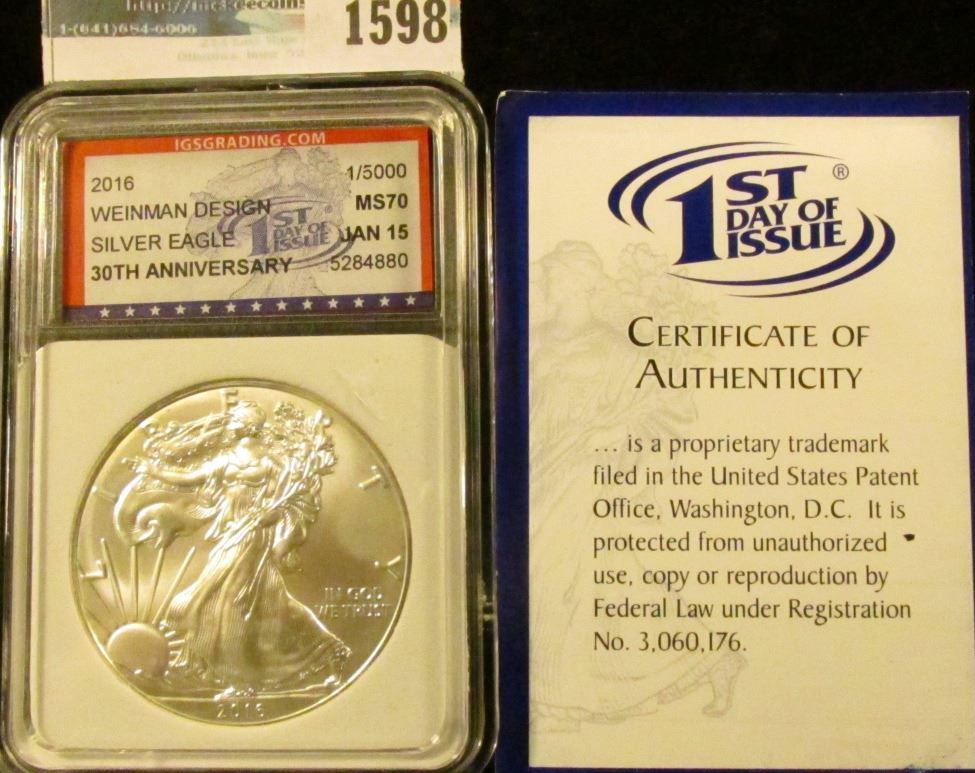 1598
1-(641)684-6006
IGSGRADING.COM
2016 1/5000
WEINMAN DESIGN MS70
SILVER EAGLE JAN 15
30TH ANNIVERSARY 5284880
1ST DAY OF ISSUE
LIBERTY
IN GOD
WE TRUST
2016
1ST
DAY OF
ISSUE ®
CERTIFICATE OF
AUTHENTICITY
... is a proprietary trademark
filed in the United States Patent
Office, Washington, D.C. It is
protected from unauthorized
use, copy or reproduction by
Federal Law under Registration
No. 3,060,176.